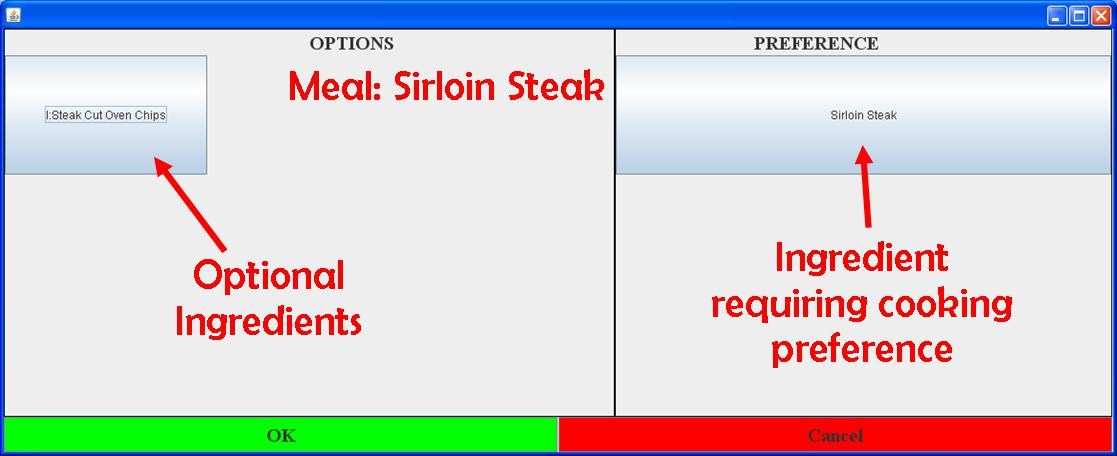 OPTIONS
PREFERENCE
Meal: Sirloin Steak
I:Steak Cut Oven Chips
Sirloin Steak
Optional
Ingredients
Ingredient
requiring cooking
preference
OK
Cancel